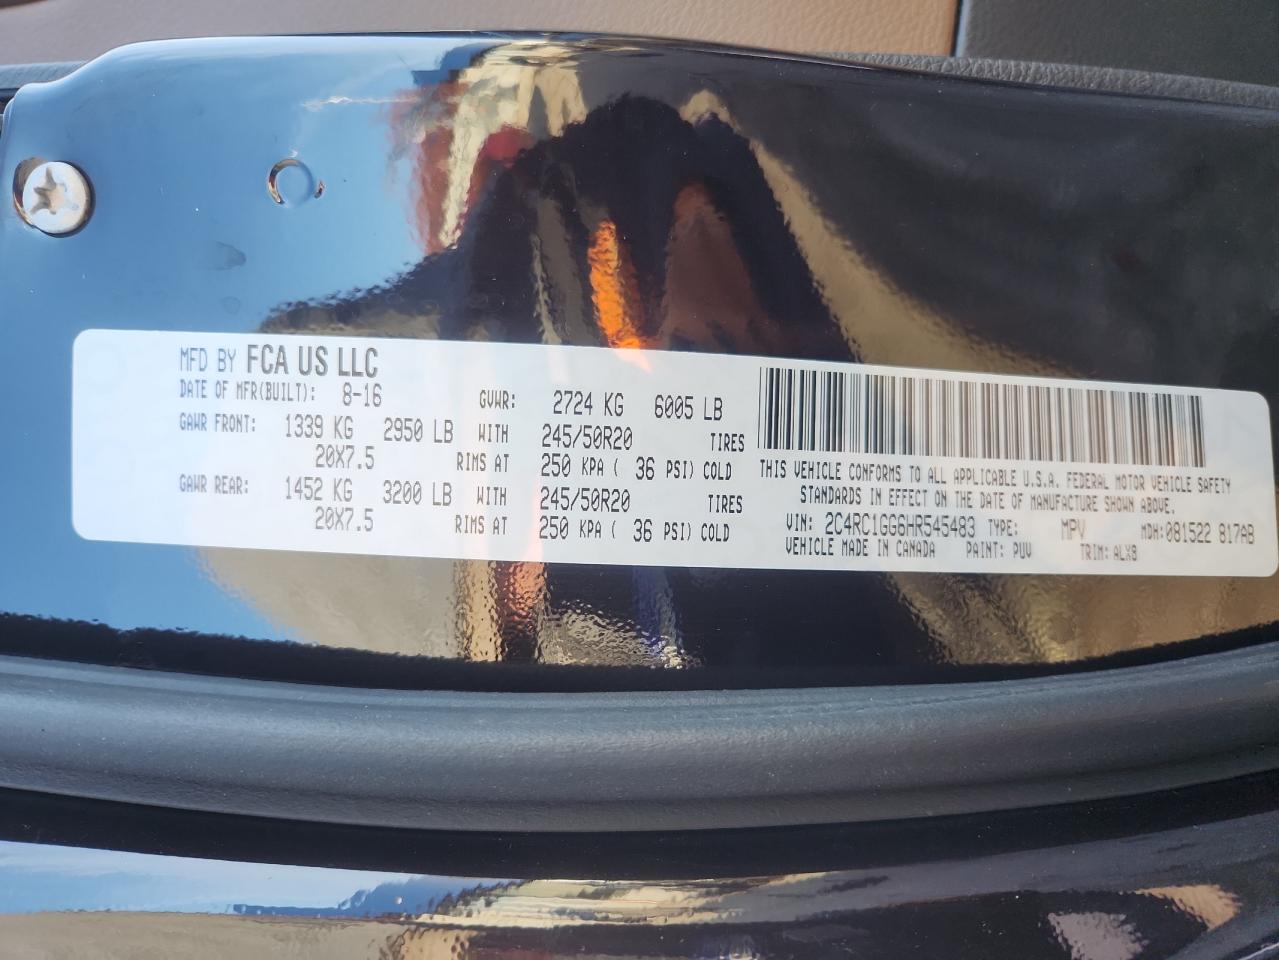 MFD BY FCA US LLC
DATE OF MFR(BUILT): 8-16 GVWR: 2724 KG 6005 LB
GAWR FRONT: 1339 KG 2950 LB WITH 245/50R20 TIRES
20X7.5 RIMS AT 250 KPA ( 36 PSI) COLD
GAWR REAR: 1452 KG 3200 LB WITH 245/50R20 TIRES
20X7.5 RIMS AT 250 KPA ( 36 PSI) COLD
THIS VEHICLE CONFORMS TO ALL APPLICABLE U.S.A. FEDERAL MOTOR VEHICLE SAFETY
STANDARDS IN EFFECT ON THE DATE OF MANUFACTURE SHOWN ABOVE.
VIN: 2C4RC1GG6HR545483 TYPE: MPV MDH: 081522 817AB
VEHICLE MADE IN CANADA PAINT: PUV TRIM: ALX8